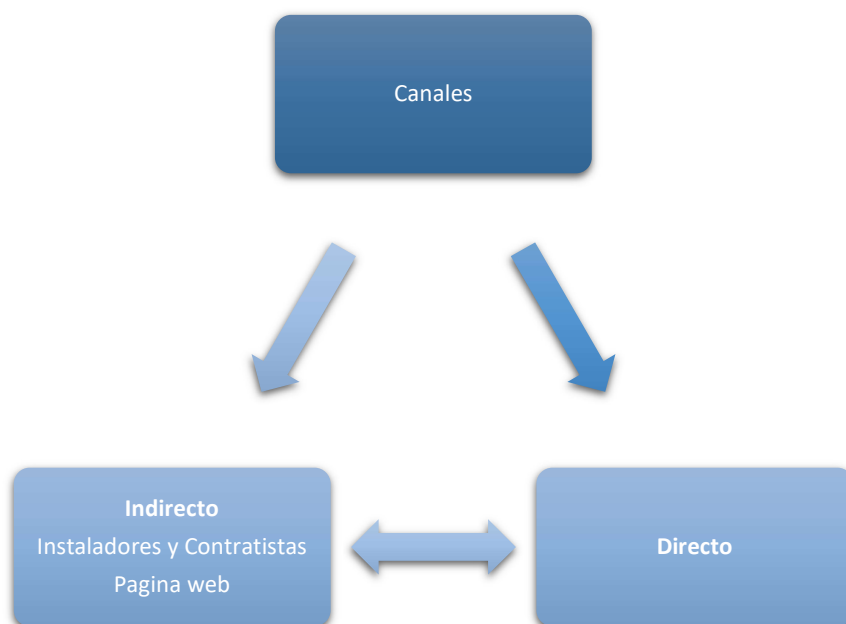 Canales
Indirecto
Instaladores y Contratistas
Pagina web
Directo